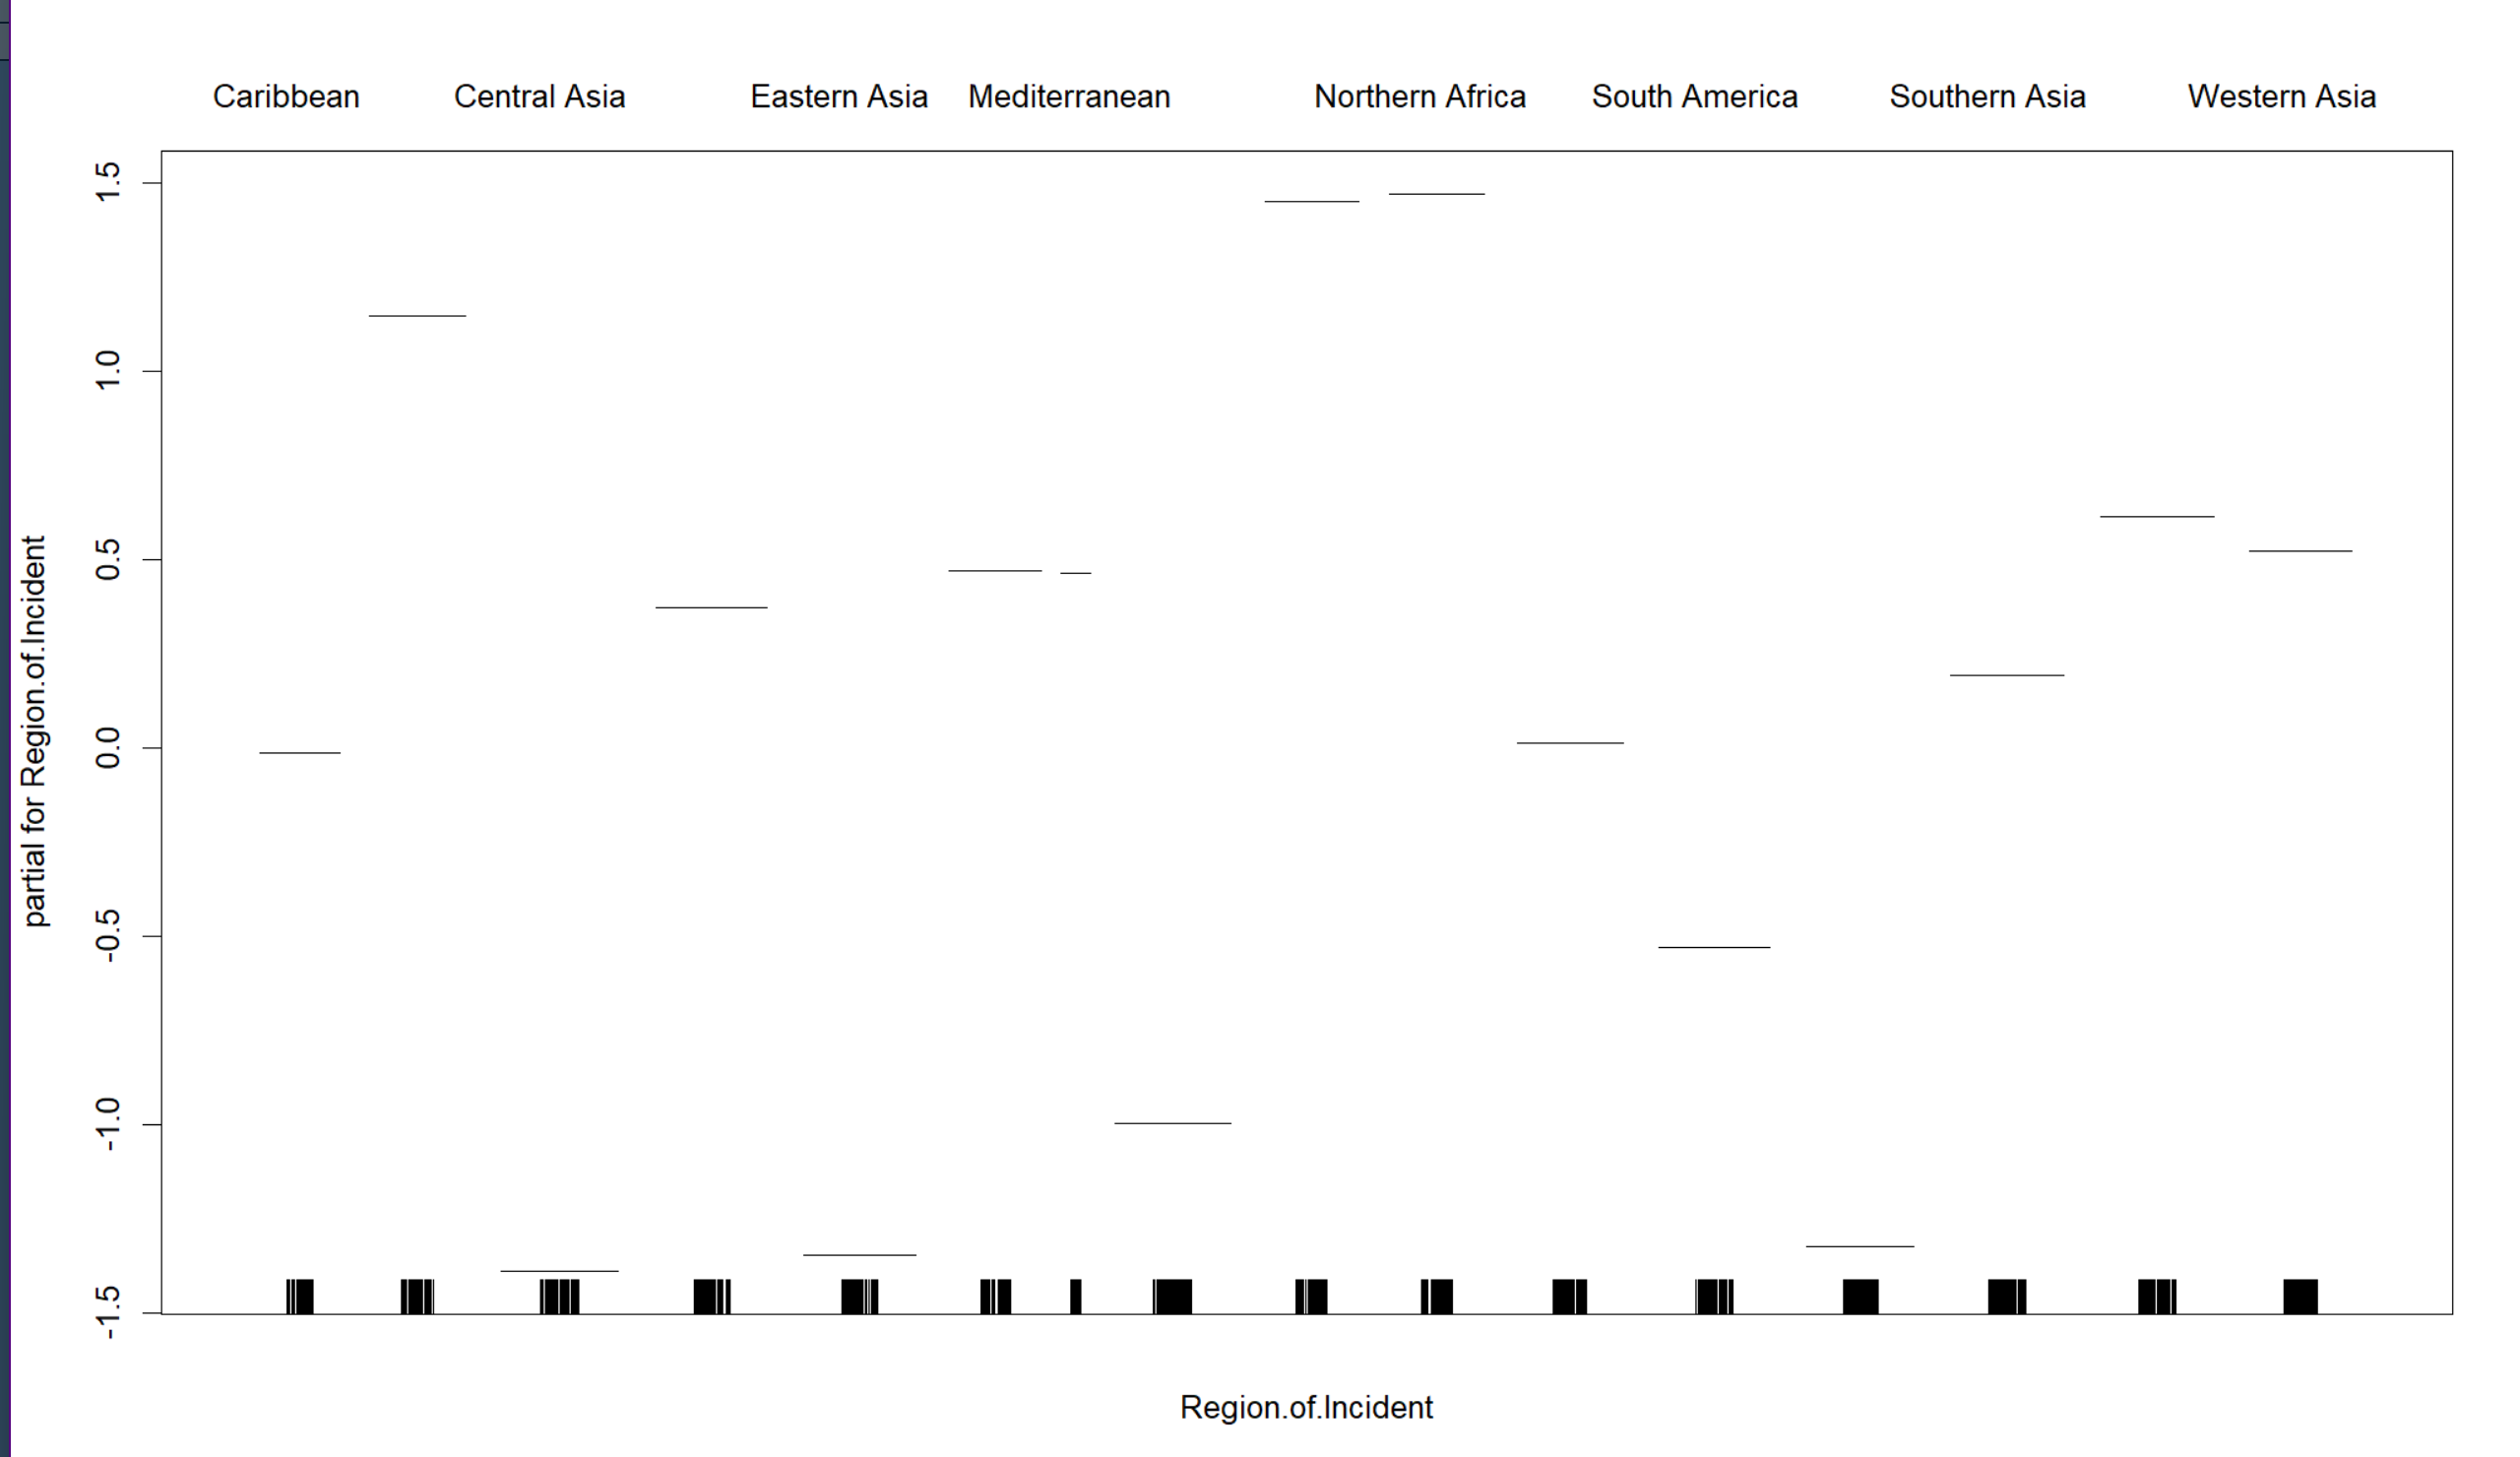 Caribbean Central Asia Eastern Asia Mediterranean Northern Africa South America Southern Asia Western Asia
1.5
1.0
0.5
0.0
-0.5
-1.0
-1.5
partial for Region.of.Incident
Region.of.Incident